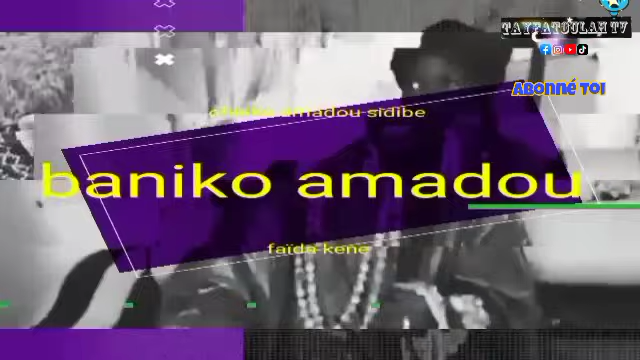 TAYFATOULAH TV
Abonné Toi
cheikh amadou sidibe
baniko amadou
faïda kene